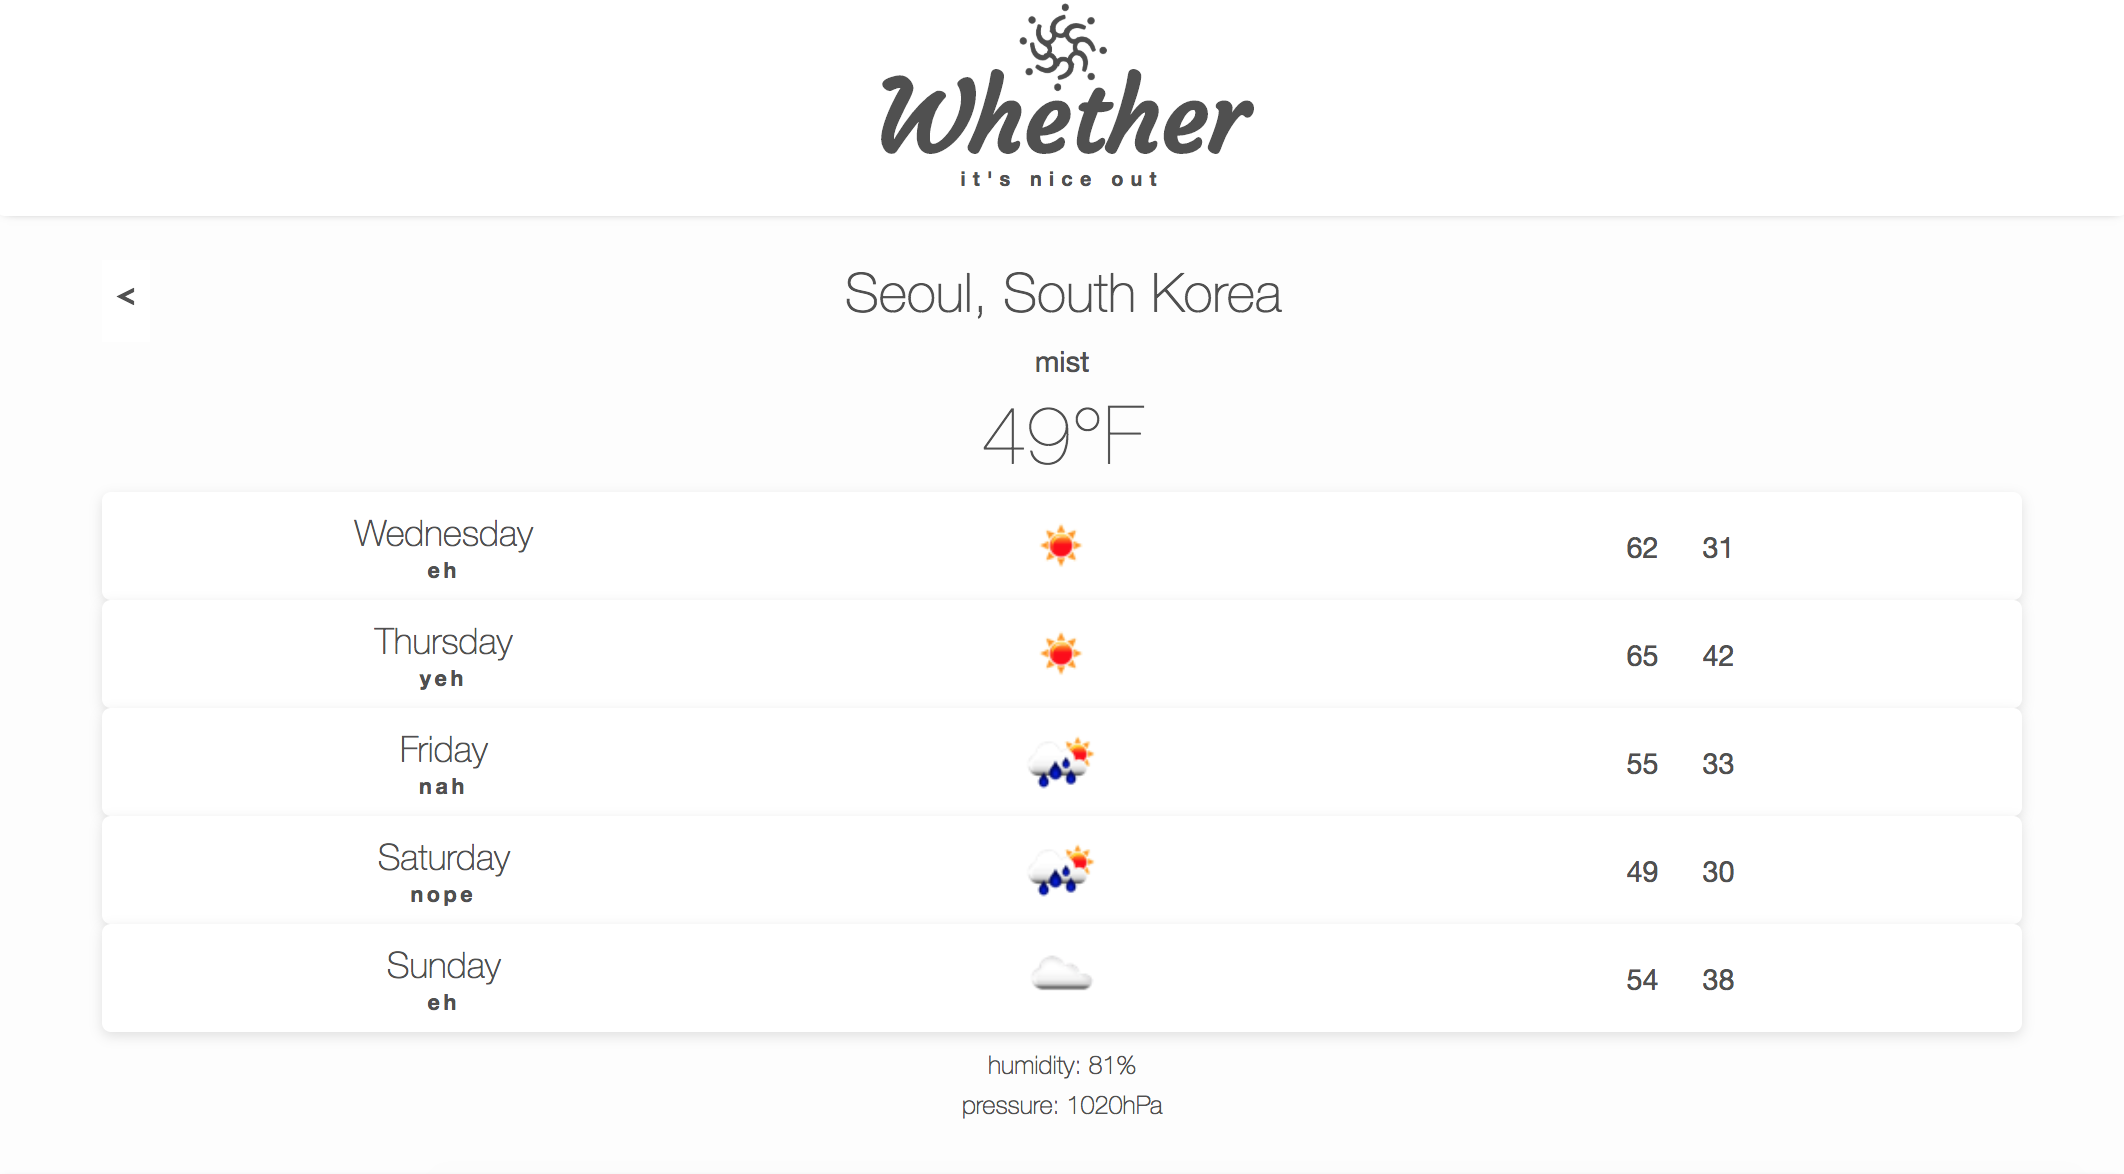 Whether
it's nice out
<
Seoul, South Korea
mist
49°F
Wednesday
eh
62 31
Thursday
yeh
65 42
Friday
nah
55 33
Saturday
nope
49 30
Sunday
eh
54 38
humidity: 81%
pressure: 1020hPa